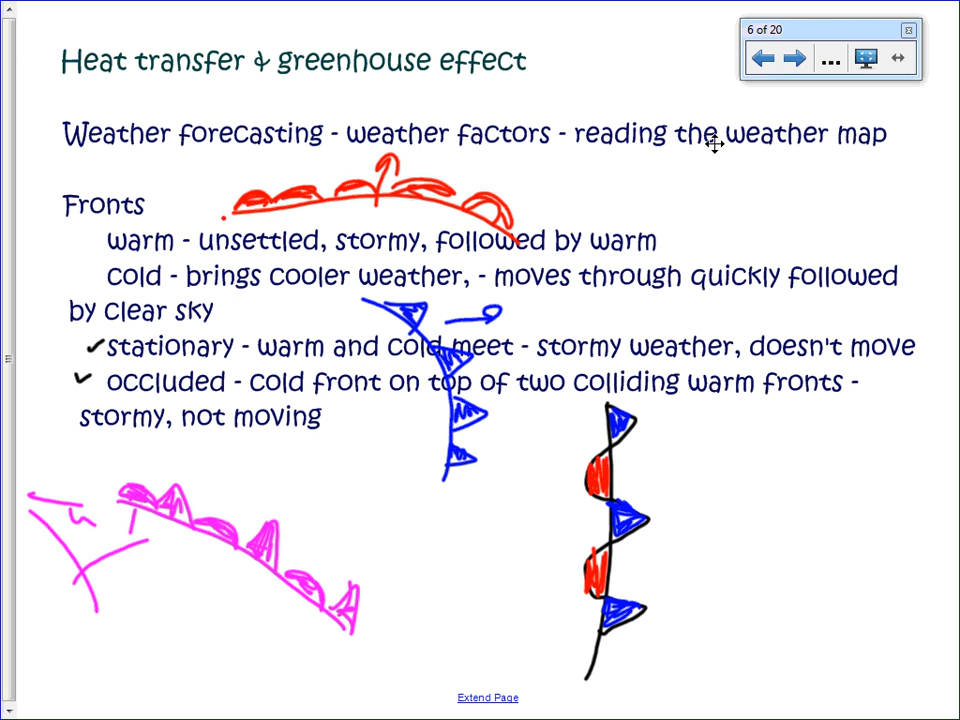 6 of 20
Heat transfer & greenhouse effect
Weather forecasting - weather factors - reading the weather map
Fronts
warm - unsettled, stormy, followed by warm
cold - brings cooler weather, - moves through quickly followed
by clear sky
stationary - warm and cold meet - stormy weather, doesn't move
occluded - cold front on top of two colliding warm fronts -
stormy, not moving
Extend Page